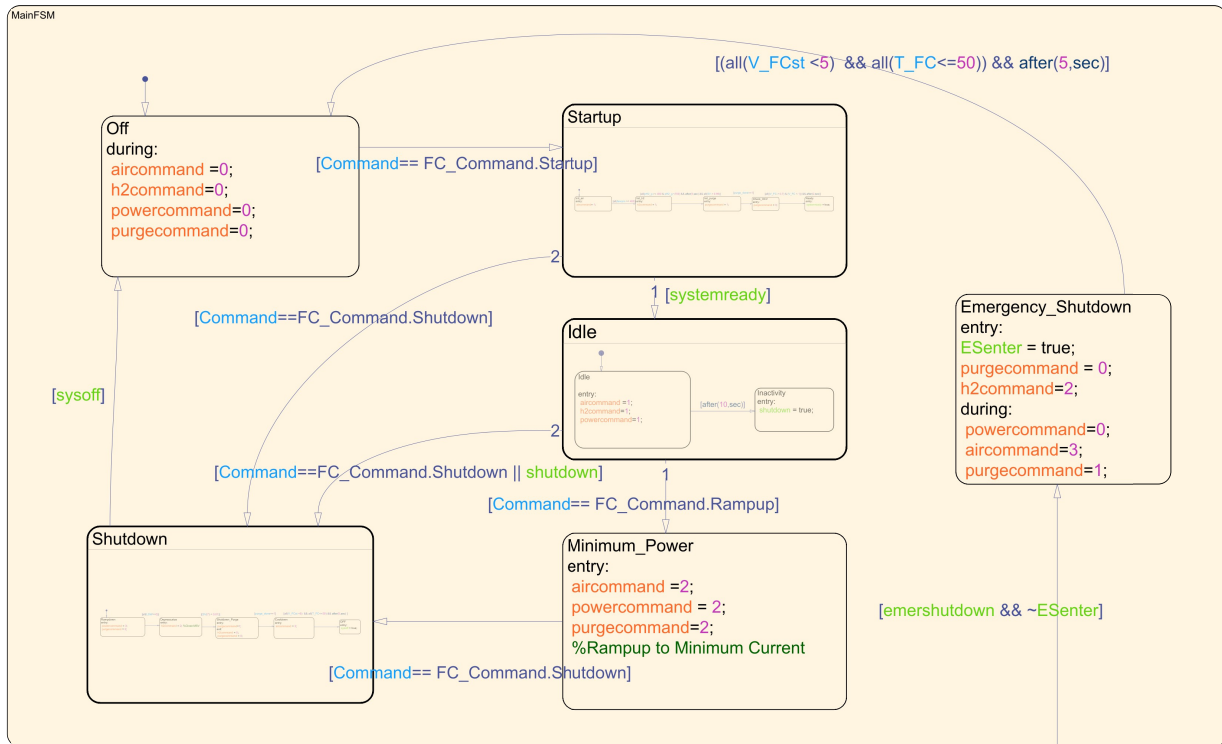 MainFSM
[(all(V_FCst <5) && all(T_FC<=50)) && after(5,sec)]
Off
during:
aircommand =0;
h2command=0;
powercommand=0;
purgecommand=0;
[Command== FC_Command.Startup]
Startup
2
1 [systemready]
[Command==FC_Command.Shutdown]
Idle
Idle
entry:
aircommand =1;
h2command=1;
powercommand=1;
[after(10,sec)]
Inactivity
entry:
shutdown = true;
Emergency_Shutdown
entry:
ESenter = true;
purgecommand = 0;
h2command=2;
during:
powercommand=0;
aircommand=3;
purgecommand=1;
[sysoff]
2
[Command==FC_Command.Shutdown || shutdown]
1
[Command== FC_Command.Rampup]
Shutdown
Minimum_Power
entry:
aircommand =2;
powercommand = 2;
purgecommand=2;
%Rampup to Minimum Current
[Command== FC_Command.Shutdown]
[emershutdown && ~ESenter]